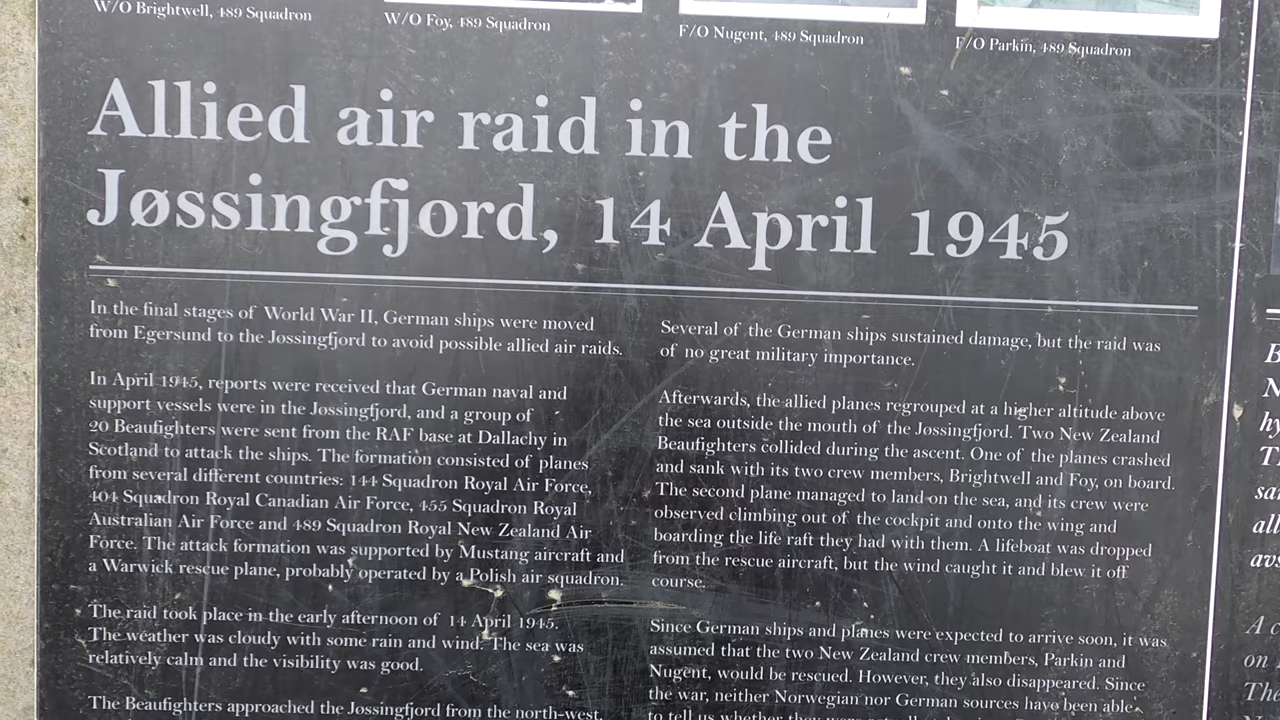 W/O Brightwell, 489 Squadron
W/O Foy, 489 Squadron
F/O Nugent, 489 Squadron
F/O Parkin, 489 Squadron
Allied air raid in the
Jøssingfjord, 14 April 1945
In the final stages of World War II, German ships were moved
from Egersund to the Jøssingfjord to avoid possible allied air raids.
In April 1945, reports were received that German naval and
support vessels were in the Jøssingfjord, and a group of
20 Beaufighters were sent from the RAF base at Dallachy in
Scotland to attack the ships. The formation consisted of planes
from several different countries: 144 Squadron Royal Air Force,
404 Squadron Royal Canadian Air Force, 455 Squadron Royal
Australian Air Force and 489 Squadron Royal New Zealand Air
Force. The attack formation was supported by Mustang aircraft and
a Warwick rescue plane, probably operated by a Polish air squadron.
The raid took place in the early afternoon of 14 April 1945.
The weather was cloudy with some rain and wind. The sea was
relatively calm and the visibility was good.
The Beaufighters approached the Jøssingfjord from the north-west,
Several of the German ships sustained damage, but the raid was
of no great military importance.
Afterwards, the allied planes regrouped at a higher altitude above
the sea outside the mouth of the Jøssingfjord. Two New Zealand
Beaufighters collided during the ascent. One of the planes crashed
and sank with its two crew members, Brightwell and Foy, on board.
The second plane managed to land on the sea, and its crew were
observed climbing out of the cockpit and onto the wing and
boarding the life raft they had with them. A lifeboat was dropped
from the rescue aircraft, but the wind caught it and blew it off
course.
Since German ships and planes were expected to arrive soon, it was
assumed that the two New Zealand crew members, Parkin and
Nugent, would be rescued. However, they also disappeared. Since
the war, neither Norwegian nor German sources have been able
to tell us whether they were